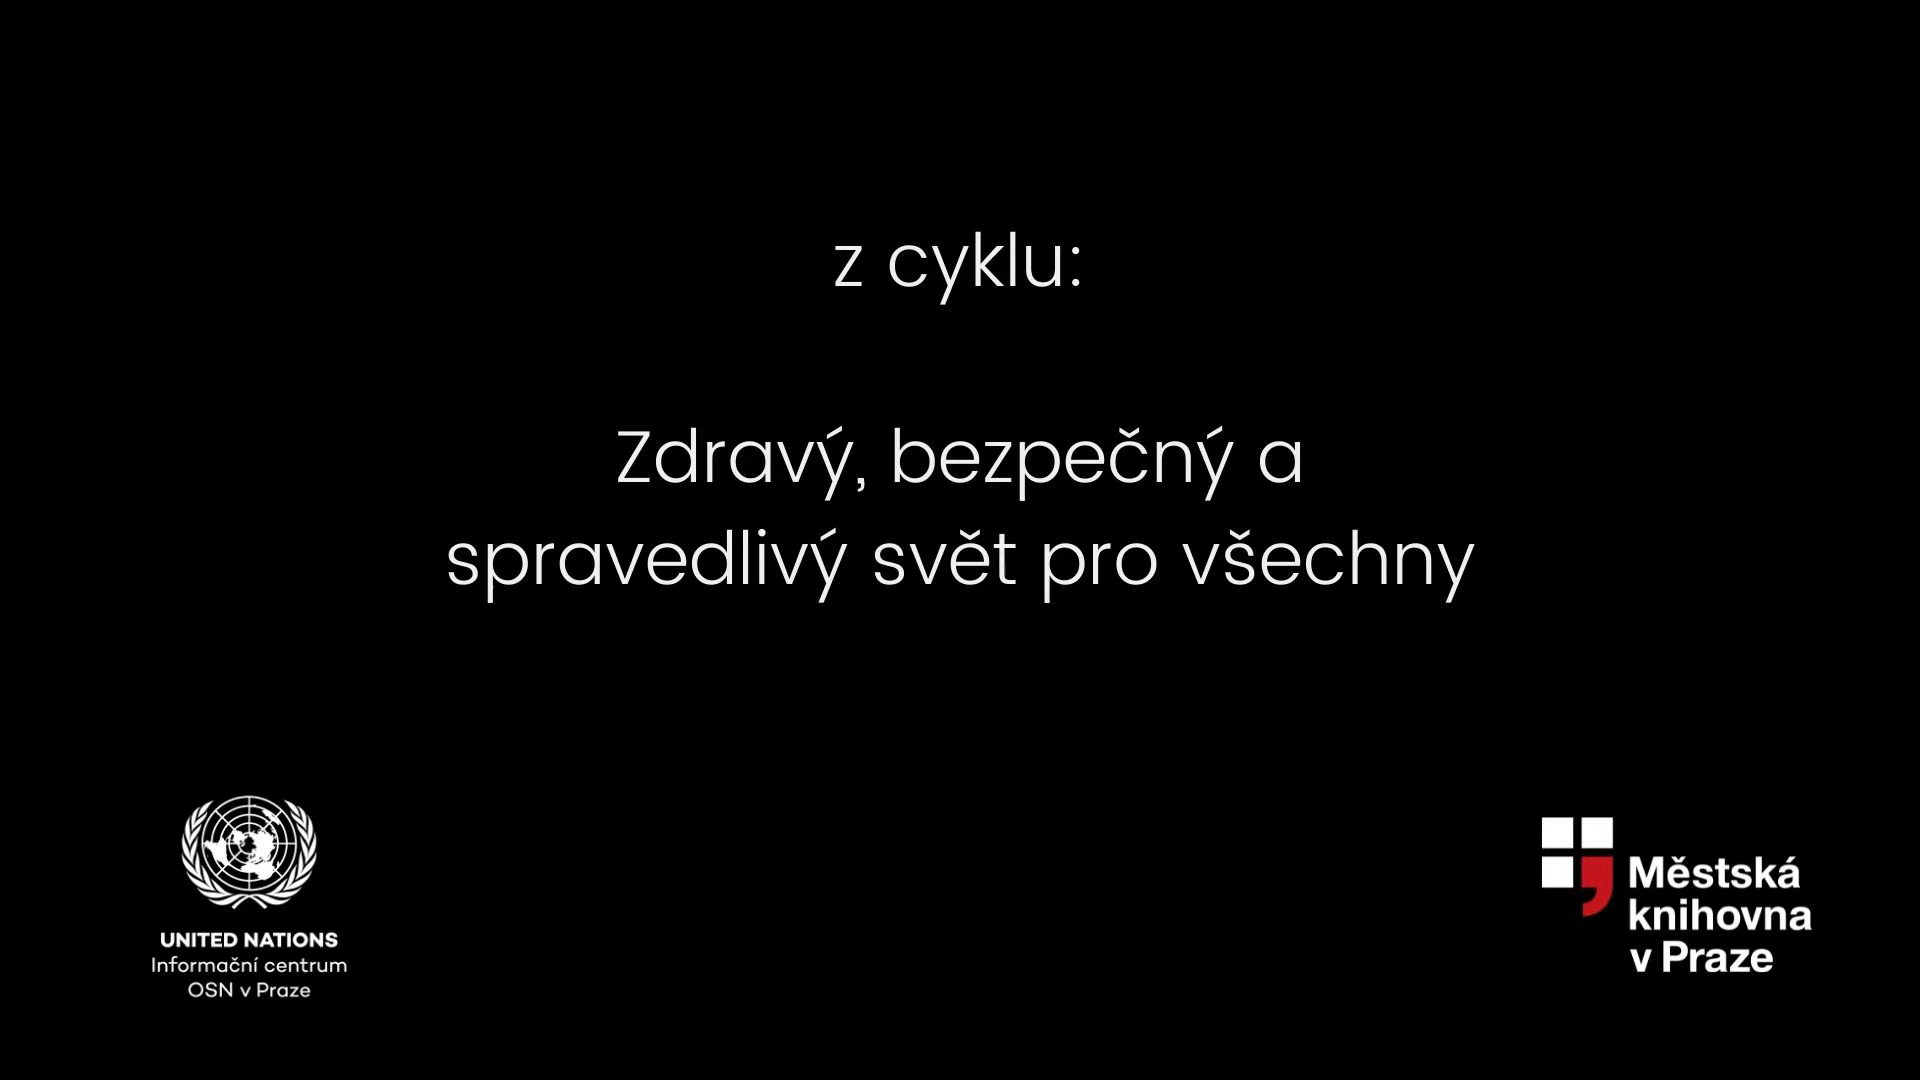 z cyklu:
Zdravý, bezpečný a
spravedlivý svět pro všechny
UNITED NATIONS
Informační centrum
OSN v Praze
Městská
knihovna
v Praze